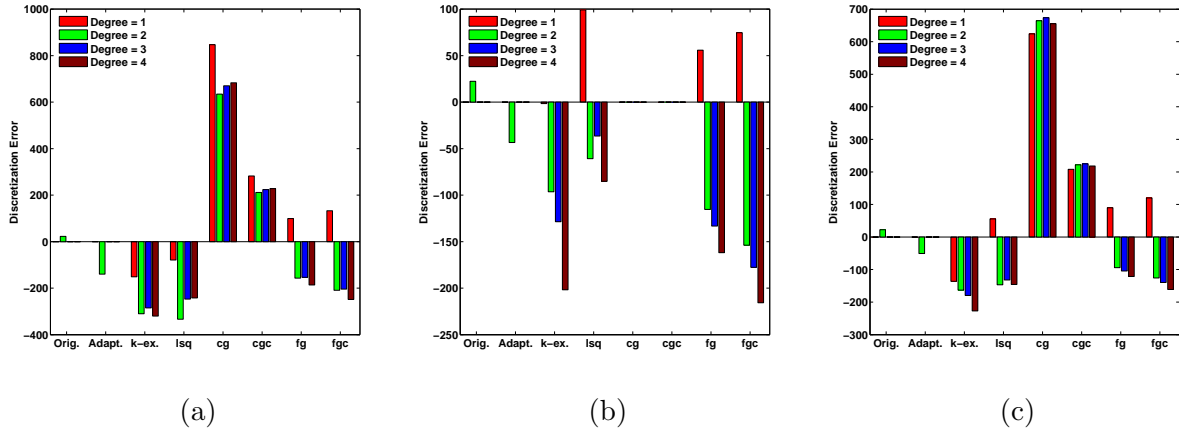 1000
800
600
400
200
0
−200
−400
Discretization Error
Degree = 1
Degree = 2
Degree = 3
Degree = 4
Orig. Adapt. k−ex. lsq cg cgc fg fgc
(a)
100
50
0
−50
−100
−150
−200
−250
Discretization Error
Degree = 1
Degree = 2
Degree = 3
Degree = 4
Orig. Adapt. k−ex. lsq cg cgc fg fgc
(b)
700
600
500
400
300
200
100
0
−100
−200
−300
Discretization Error
Degree = 1
Degree = 2
Degree = 3
Degree = 4
Orig. Adapt. k−ex. lsq cg cgc fg fgc
(c)